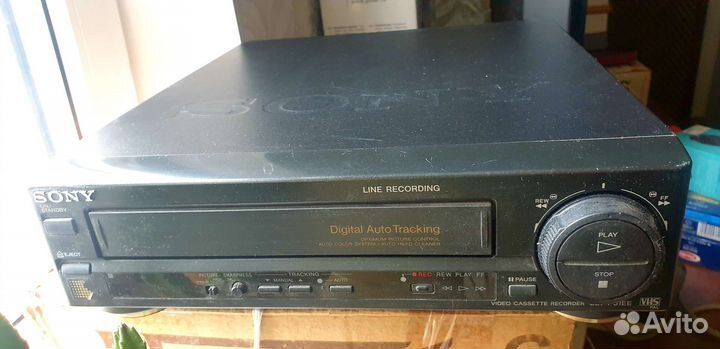 SONY
SONY
LINE RECORDING
STANDBY
EJECT
Digital Auto Tracking
OPTIMUM PICTURE CONTROL
AUTO COLOR SYSTEM • AUTO HEAD CLEANER
PICTURE SHARPNESS
TRACKING
MANUAL
AUTO
REC REW PLAY FF
PAUSE
REW
FF
PLAY
STOP
VIDEO CASSETTE RECORDER
VHS
PAL
Avito